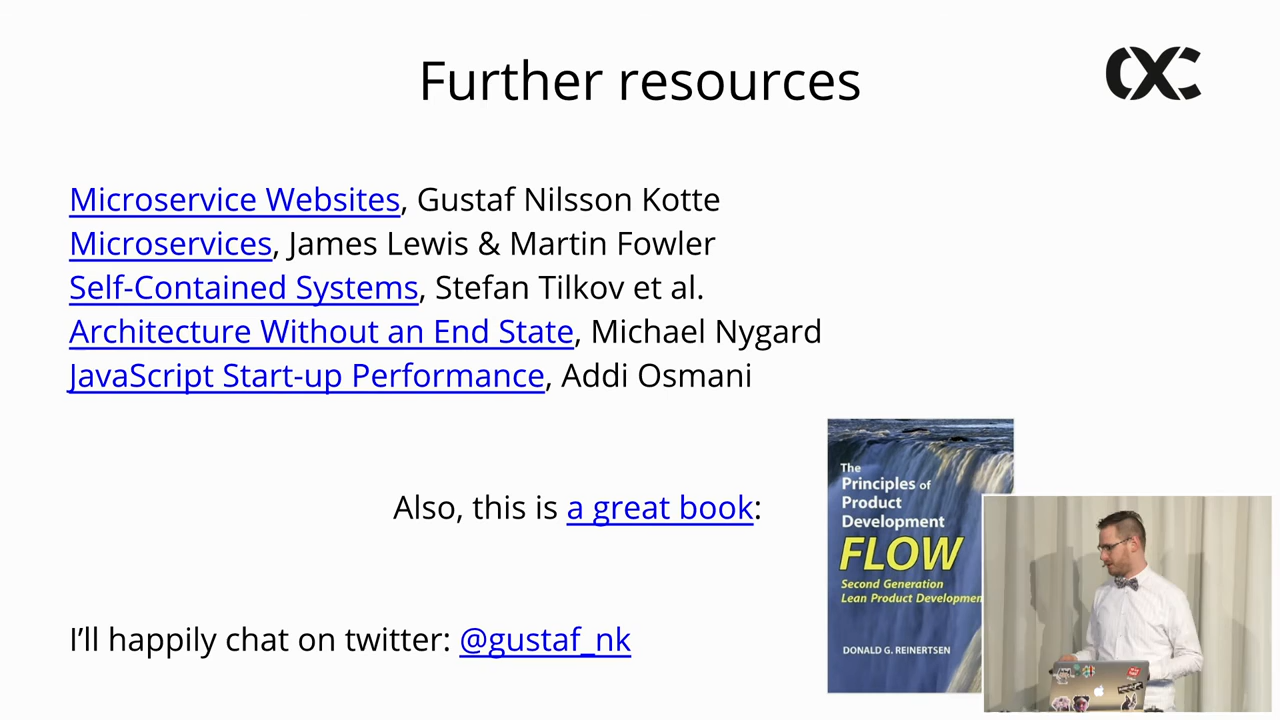 Further resources
Microservice Websites, Gustaf Nilsson Kotte
Microservices, James Lewis & Martin Fowler
Self-Contained Systems, Stefan Tilkov et al.
Architecture Without an End State, Michael Nygard
JavaScript Start-up Performance, Addi Osmani
Also, this is a great book:
The
Principles of
Product
Development
FLOW
Second Generation
Lean Product Developmen
DONALD G. REINERTSEN
I’ll happily chat on twitter: @gustaf_nk